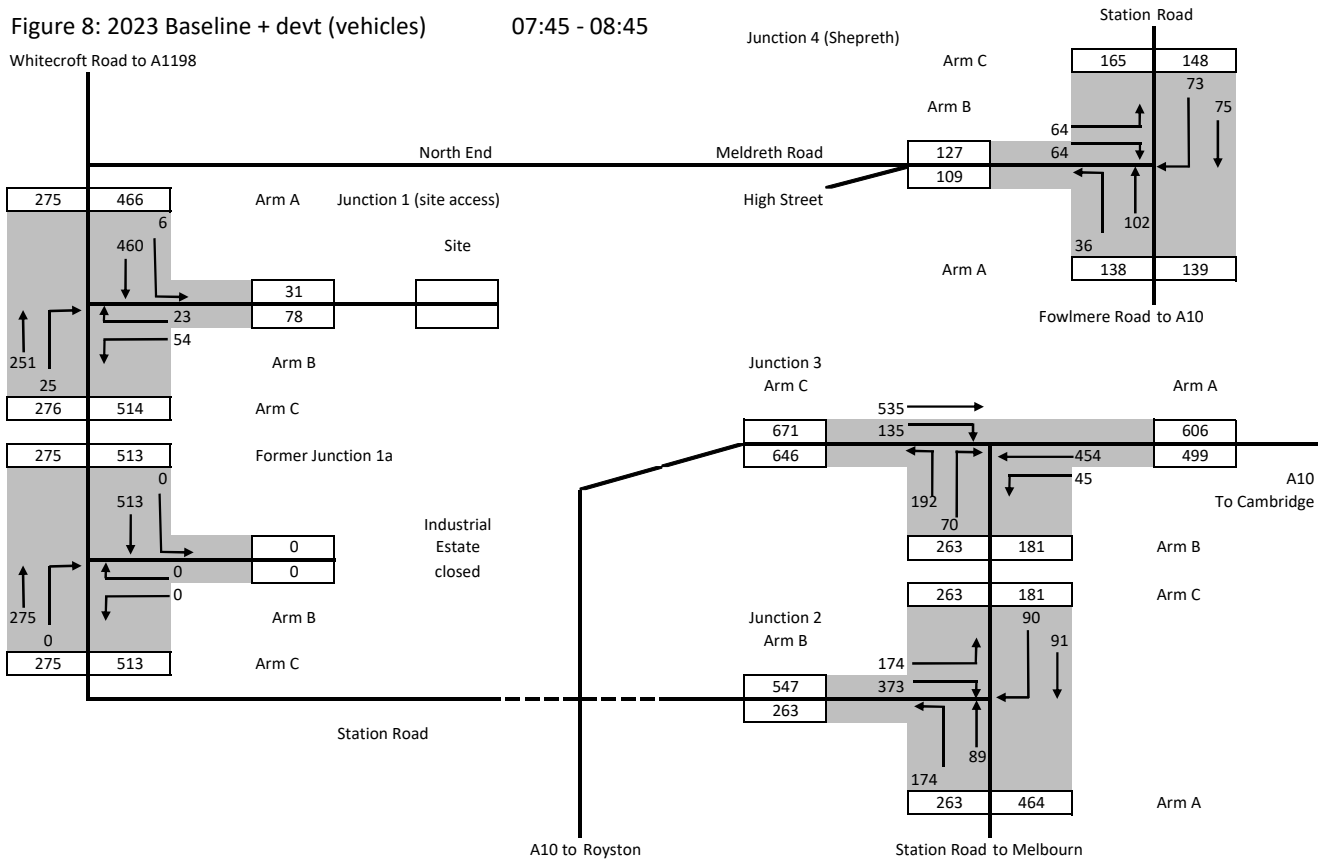 Figure 8: 2023 Baseline + devt (vehicles) 07:45 - 08:45
Station Road
Whitecroft Road to A1198
Junction 4 (Shepreth)
Arm C
165 148
73
Arm B
75
64
North End
Meldreth Road
127
64
109
High Street
275 466
Arm A
Junction 1 (site access)
6
102
460
Site
36
Arm A
138 139
31
23
78
Fowlmere Road to A10
54
251
Arm B
25
276 514
Arm C
Junction 3
Arm C
Arm A
535
671
135
606
646
454
499
45
A10
To Cambridge
192
70
263 181
Arm B
275 513
Former Junction 1a
0
513
Industrial
Estate
closed
0
0
0
0
275
Arm B
0
275 513
Arm C
263 181
Arm C
Junction 2
Arm B
90
91
174
547
373
263
Station Road
89
174
263 464
Arm A
A10 to Royston
Station Road to Melbourn